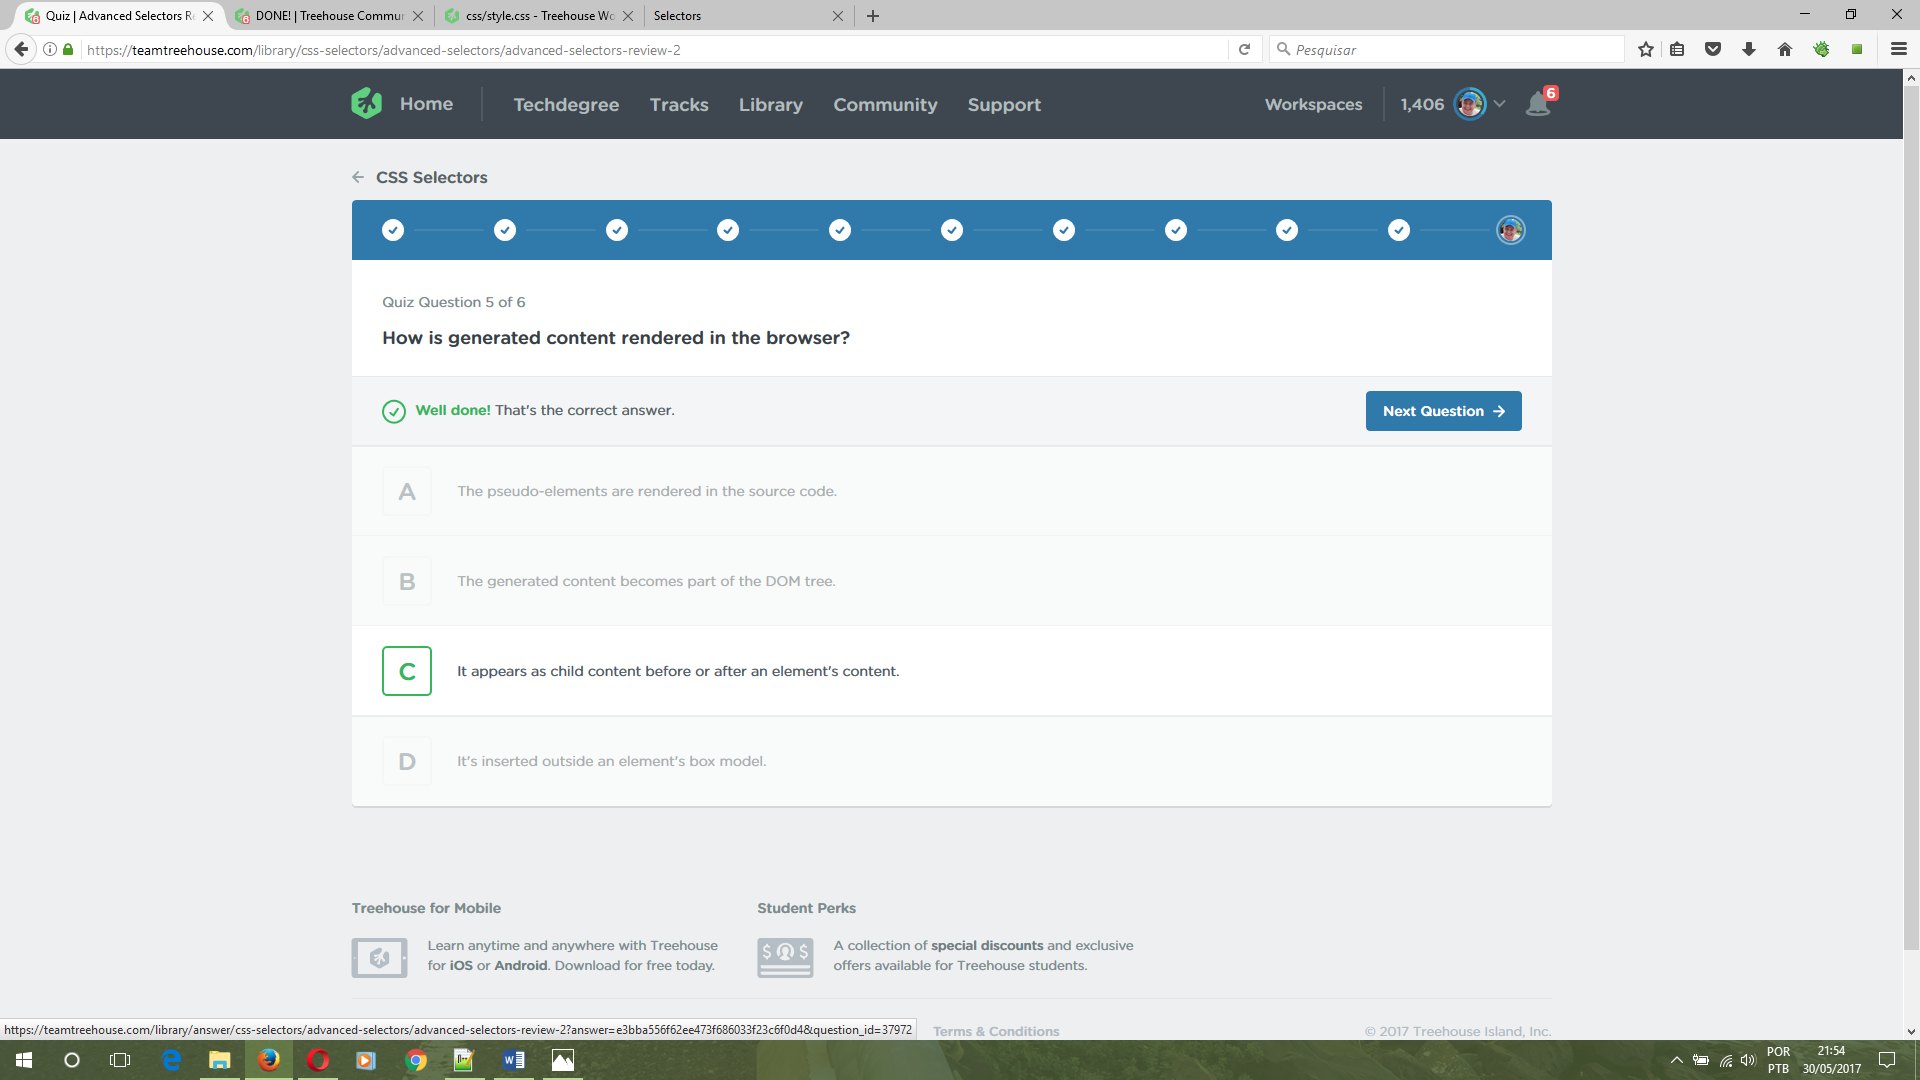 Quiz | Advanced Selectors R
DONE! | Treehouse Commun
css/style.css - Treehouse Wo
Selectors
https://teamtreehouse.com/library/css-selectors/advanced-selectors/advanced-selectors-review-2
Pesquisar
Home
Techdegree
Tracks
Library
Community
Support
Workspaces
1,406
6
CSS Selectors
Quiz Question 5 of 6
How is generated content rendered in the browser?
Well done! That's the correct answer.
Next Question
A
The pseudo-elements are rendered in the source code.
B
The generated content becomes part of the DOM tree.
C
It appears as child content before or after an element's content.
D
It's inserted outside an element's box model.
Treehouse for Mobile
Learn anytime and anywhere with Treehouse
for iOS or Android. Download for free today.
Student Perks
A collection of special discounts and exclusive
offers available for Treehouse students.
https://teamtreehouse.com/library/answer/css-selectors/advanced-selectors/advanced-selectors-review-2?answer=e3bba556f62ee473f686033f23c6f0d4&question_id=37972
Terms & Conditions
© 2017 Treehouse Island, Inc.
POR
PTB
21:54
30/05/2017